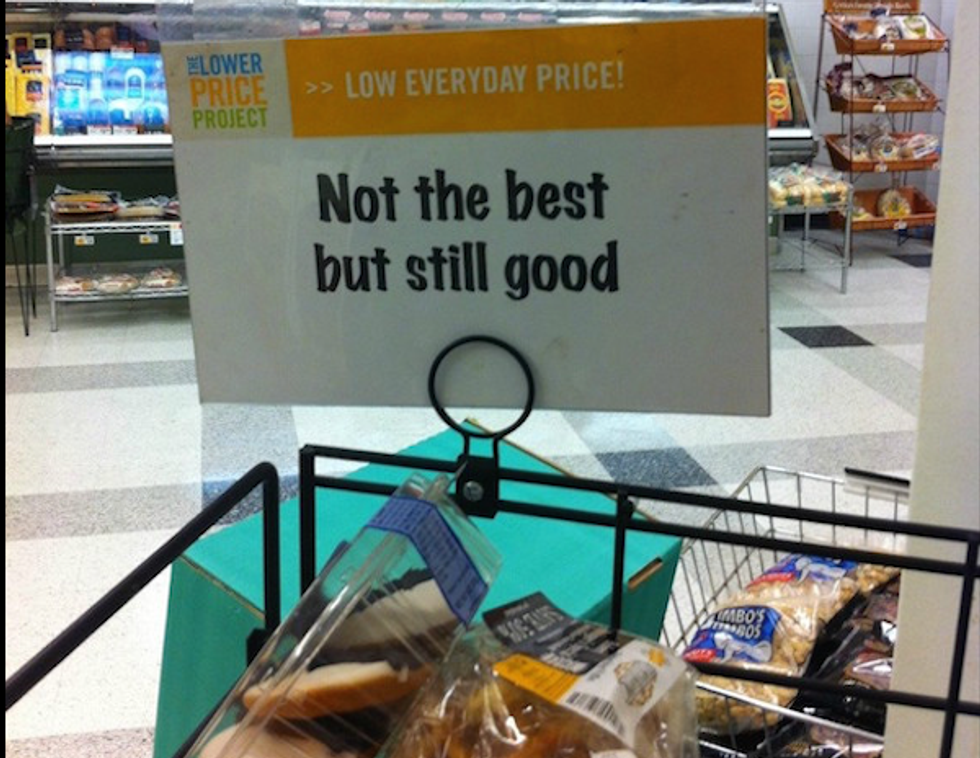 THE LOWER
PRICE
PROJECT
>> LOW EVERYDAY PRICE!
Not the best
but still good